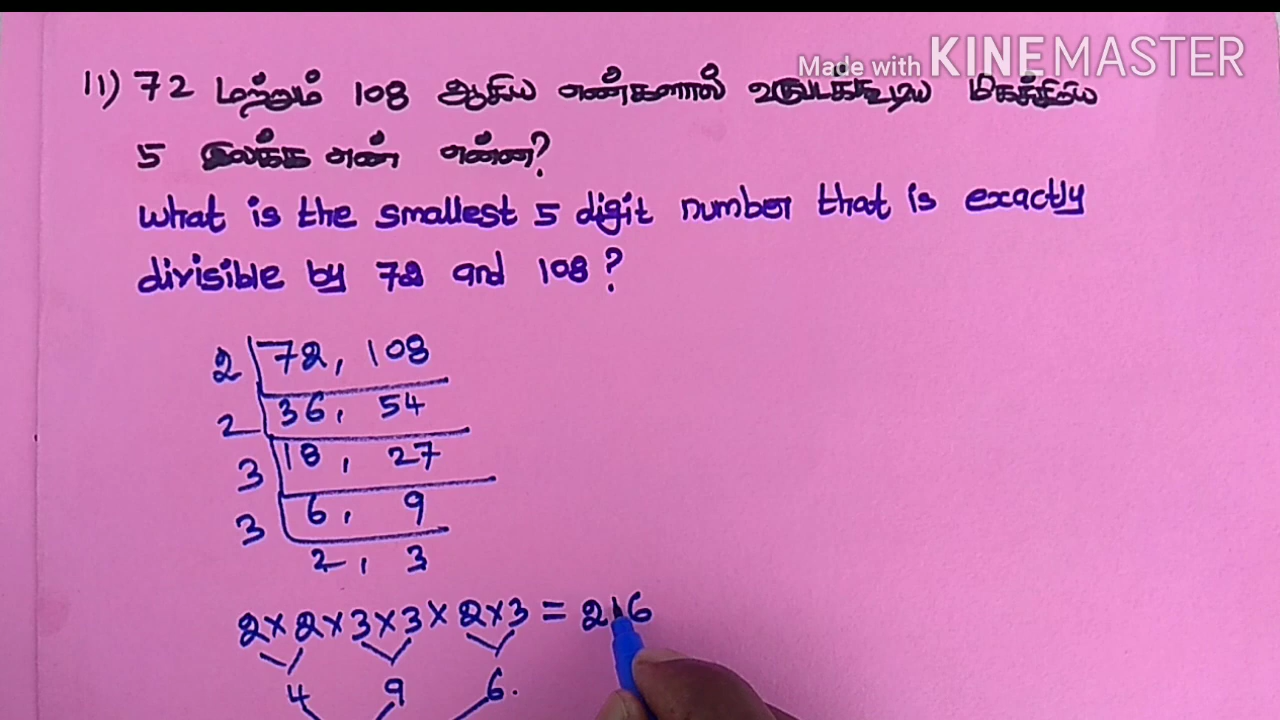 Made with KINEMASTER
11) 72 மற்றும் 108 ஆகிய எண்களால் வகுபடக்கூடிய மிகச்சிறிய
5 இலக்க எண் என்ன?
What is the smallest 5 digit number that is exactly
divisible by 72 and 108?
2 72, 108
2 36, 54
3 18, 27
3 6, 9
2, 3
2×2×3×3×2×3 = 216
4 9 6.